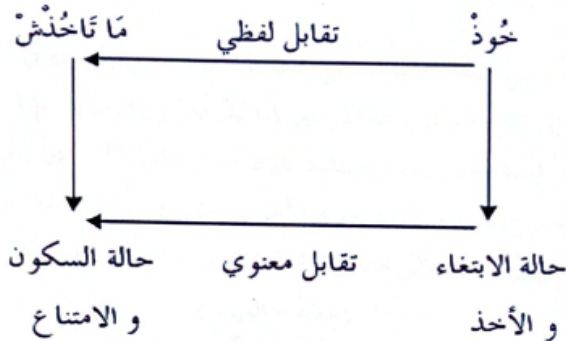 خُوذْ تقابل لفظي مَا تَاخُذْشْ
حالة الابتغاء تقابل معنوي حالة السكون
و الأخذ و الامتناع